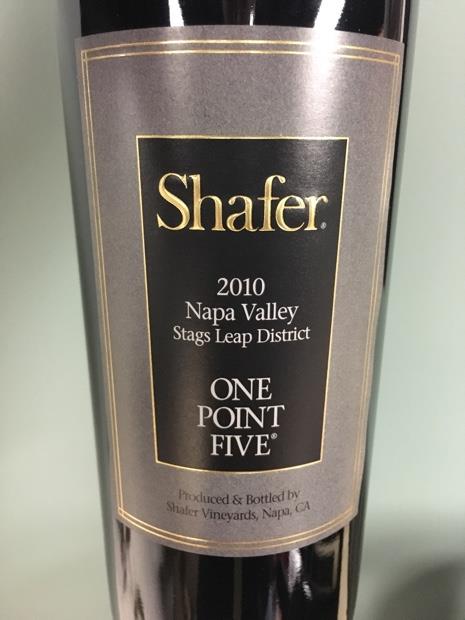 Shafer®
2010
Napa Valley
Stags Leap District
ONE
POINT
FIVE®
Produced & Bottled by
Shafer Vineyards, Napa, CA